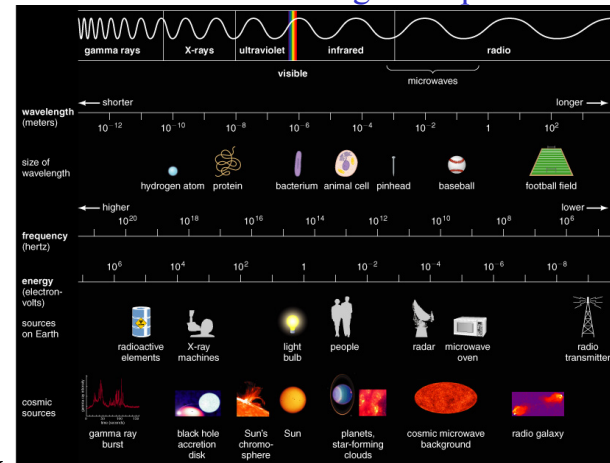 gamma rays X-rays ultraviolet infrared radio
visible
microwaves
shorter longer
wavelength
(meters)
10⁻¹² 10⁻¹⁰ 10⁻⁸ 10⁻⁶ 10⁻⁴ 10⁻² 1 10²
size of
wavelength
hydrogen atom protein bacterium animal cell pinhead baseball football field
higher lower
frequency
(hertz)
10²⁰ 10¹⁸ 10¹⁶ 10¹⁴ 10¹² 10¹⁰ 10⁸ 10⁶
energy
(electron-
volts)
10⁶ 10⁴ 10² 1 10⁻² 10⁻⁴ 10⁻⁶ 10⁻⁸
sources
on Earth
radioactive
elements
X-ray
machines
light
bulb
people
radar
microwave
oven
radio
transmitter
cosmic
sources
gamma ray
burst
black hole
accretion
disk
Sun's
chromo-
sphere
Sun
planets,
star-forming
clouds
cosmic microwave
background
radio galaxy